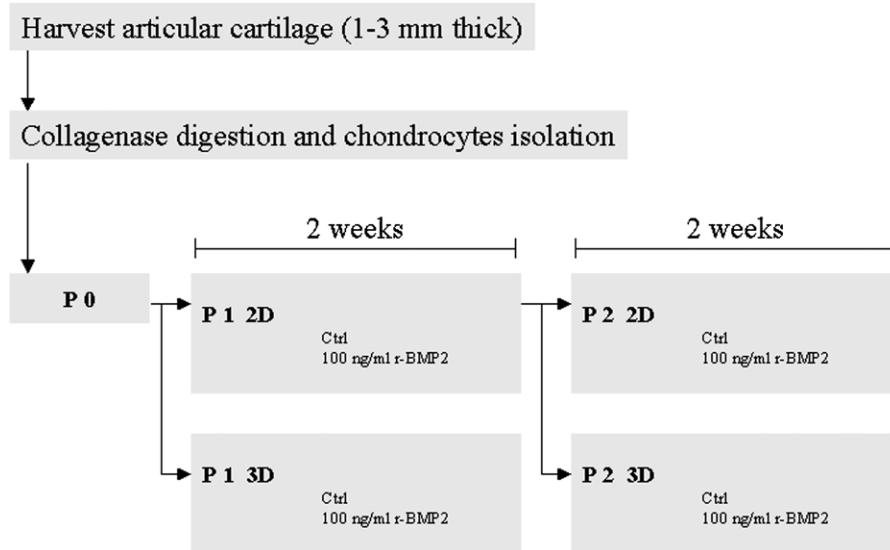 Harvest articular cartilage (1-3 mm thick)
Collagenase digestion and chondrocytes isolation
2 weeks
2 weeks
P 0
P 1 2D
Ctrl
100 ng/ml r-BMP2
P 2 2D
Ctrl
100 ng/ml r-BMP2
P 1 3D
Ctrl
100 ng/ml r-BMP2
P 2 3D
Ctrl
100 ng/ml r-BMP2